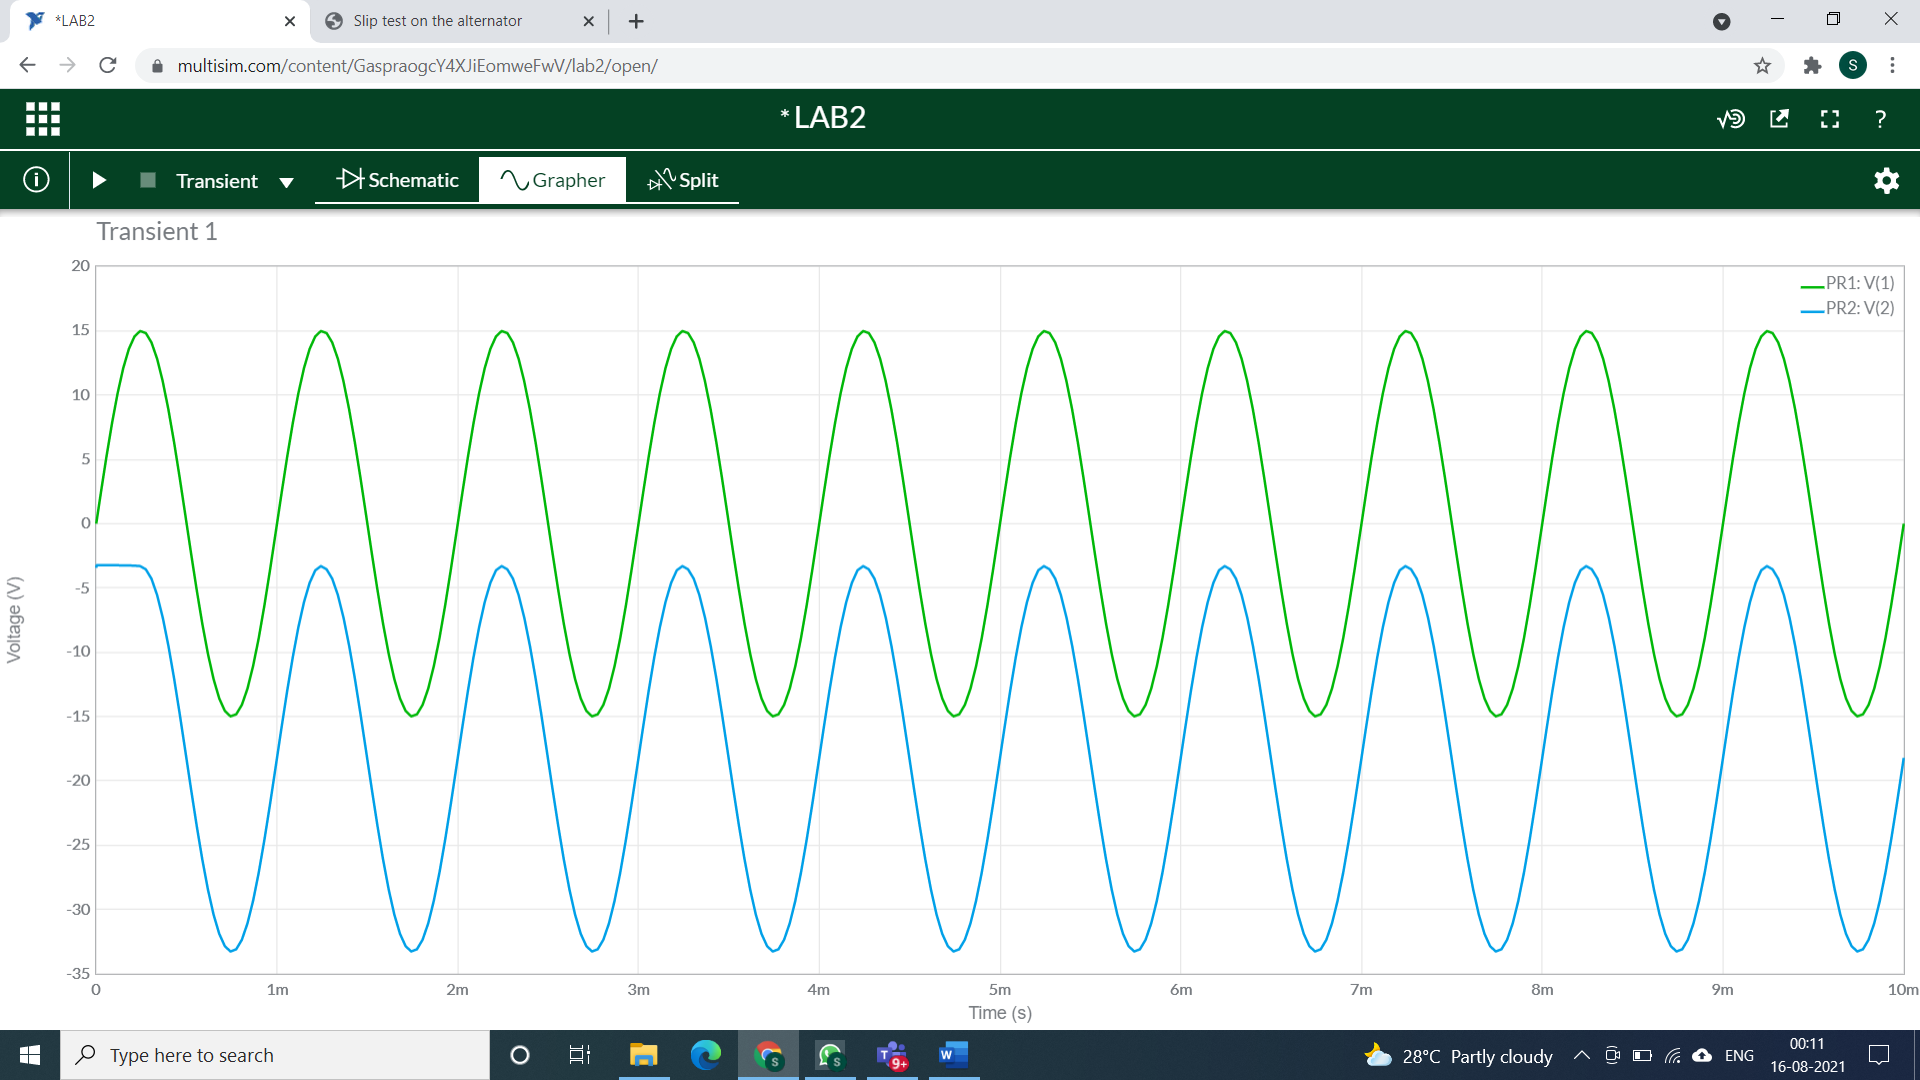 *LAB2
Slip test on the alternator
multisim.com/content/GaspraogcY4XJiEomweFwV/lab2/open/
S
* LAB2
?
Transient
Schematic
Grapher
Split
Transient 1
PR1: V(1)
PR2: V(2)
20
15
10
5
0
-5
-10
-15
-20
-25
-30
-35
Voltage (V)
0 1m 2m 3m 4m 5m 6m 7m 8m 9m 10m
Time (s)
Type here to search
S
S
9+
W
28°C Partly cloudy
ENG
00:11
16-08-2021